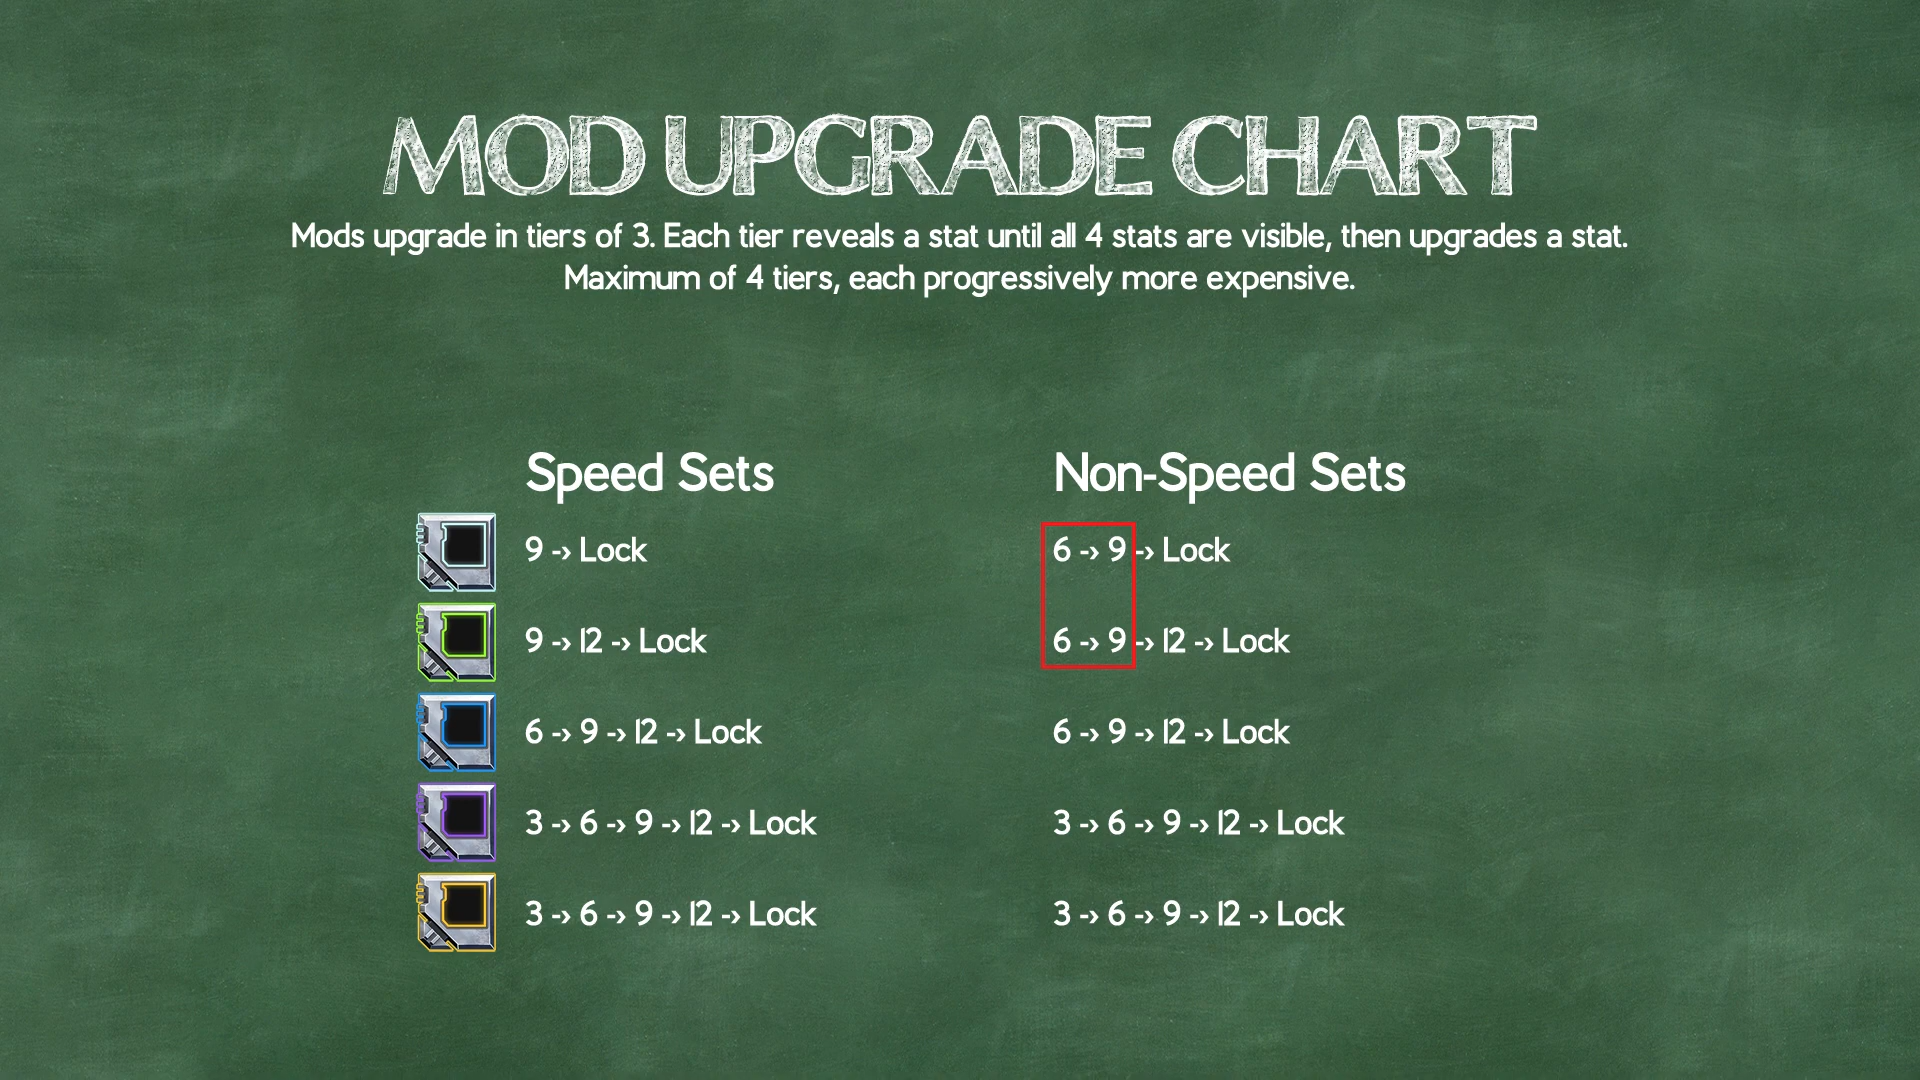 MOD UPGRADE CHART
Mods upgrade in tiers of 3. Each tier reveals a stat until all 4 stats are visible, then upgrades a stat.
Maximum of 4 tiers, each progressively more expensive.
Speed Sets
Non-Speed Sets
9 -> Lock
6 -> 9 -> Lock
9 -> 12 -> Lock
6 -> 9 -> 12 -> Lock
6 -> 9 -> 12 -> Lock
6 -> 9 -> 12 -> Lock
3 -> 6 -> 9 -> 12 -> Lock
3 -> 6 -> 9 -> 12 -> Lock
3 -> 6 -> 9 -> 12 -> Lock
3 -> 6 -> 9 -> 12 -> Lock